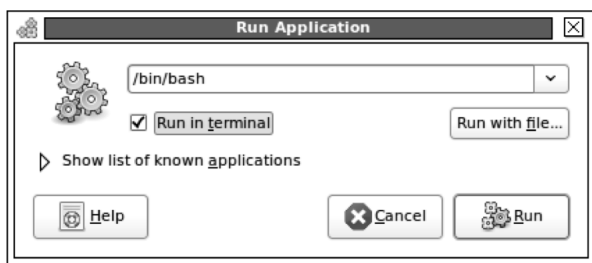 Run Application
/bin/bash
Run in terminal
Run with file...
Show list of known applications
Help
Cancel
Run